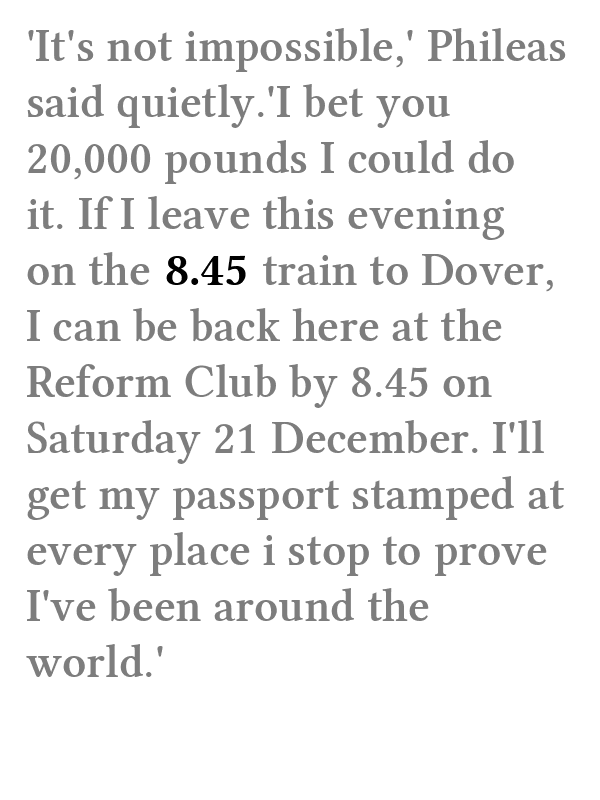 'It's not impossible,' Phileas
said quietly.'I bet you
20,000 pounds I could do
it. If I leave this evening
on the 8.45 train to Dover,
I can be back here at the
Reform Club by 8.45 on
Saturday 21 December. I'll
get my passport stamped at
every place i stop to prove
I've been around the
world.'